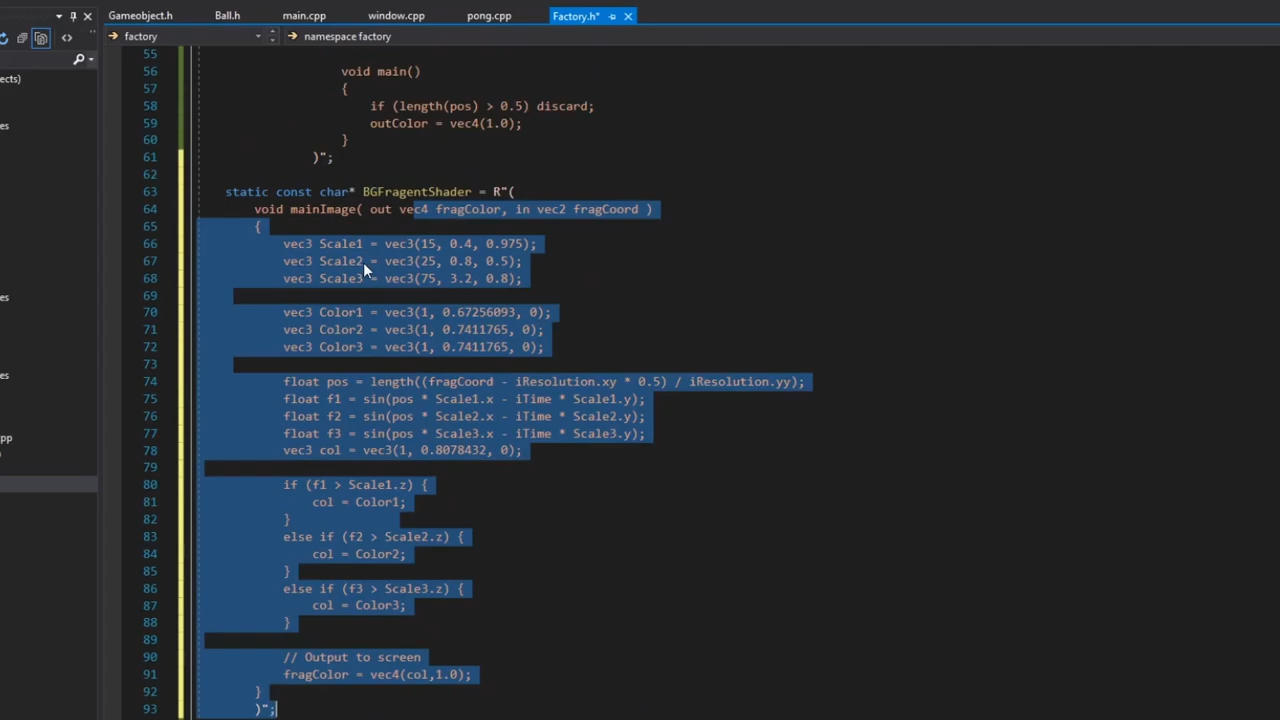 Gameobject.h Ball.h main.cpp window.cpp pong.cpp Factory.h*
factory namespace factory
55
56 void main()
57 {
58 if (length(pos) > 0.5) discard;
59 outColor = vec4(1.0);
60 }
61 )";
62
63 static const char* BGFragentShader = R"(
64 void mainImage( out vec4 fragColor, in vec2 fragCoord )
65 {
66 vec3 Scale1 = vec3(15, 0.4, 0.975);
67 vec3 Scale2 = vec3(25, 0.8, 0.5);
68 vec3 Scale3 = vec3(75, 3.2, 0.8);
69
70 vec3 Color1 = vec3(1, 0.67256093, 0);
71 vec3 Color2 = vec3(1, 0.7411765, 0);
72 vec3 Color3 = vec3(1, 0.7411765, 0);
73
74 float pos = length((fragCoord - iResolution.xy * 0.5) / iResolution.yy);
75 float f1 = sin(pos * Scale1.x - iTime * Scale1.y);
76 float f2 = sin(pos * Scale2.x - iTime * Scale2.y);
77 float f3 = sin(pos * Scale3.x - iTime * Scale3.y);
78 vec3 col = vec3(1, 0.8078432, 0);
79
80 if (f1 > Scale1.z) {
81 col = Color1;
82 }
83 else if (f2 > Scale2.z) {
84 col = Color2;
85 }
86 else if (f3 > Scale3.z) {
87 col = Color3;
88 }
89
90 // Output to screen
91 fragColor = vec4(col,1.0);
92 }
93 )";
ects)
es
es
es
pp